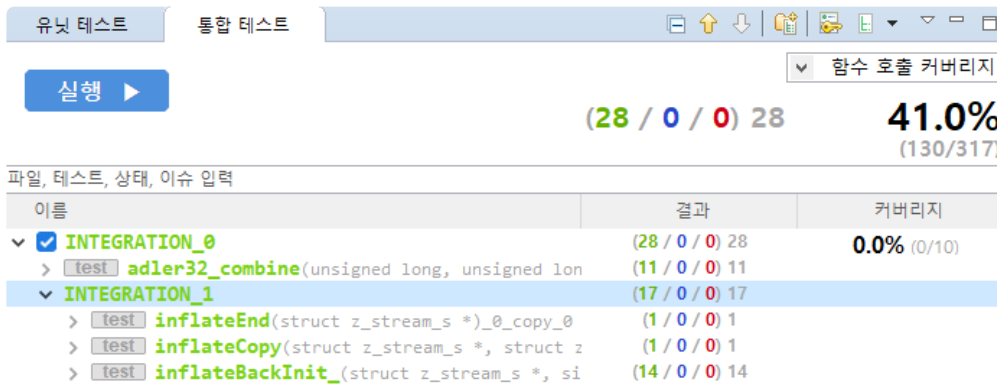 유닛 테스트 통합 테스트
함수 호출 커버리지
실행
(28 / 0 / 0) 28 41.0%
(130/317)
파일, 테스트, 상태, 이슈 입력
이름 결과 커버리지
INTEGRATION_0 (28 / 0 / 0) 28 0.0% (0/10)
test adler32_combine(unsigned long, unsigned lon (11 / 0 / 0) 11
INTEGRATION_1 (17 / 0 / 0) 17
test inflateEnd(struct z_stream_s *)_0_copy_0 (1 / 0 / 0) 1
test inflateCopy(struct z_stream_s *, struct z (1 / 0 / 0) 1
test inflateBackInit_(struct z_stream_s *, si (14 / 0 / 0) 14